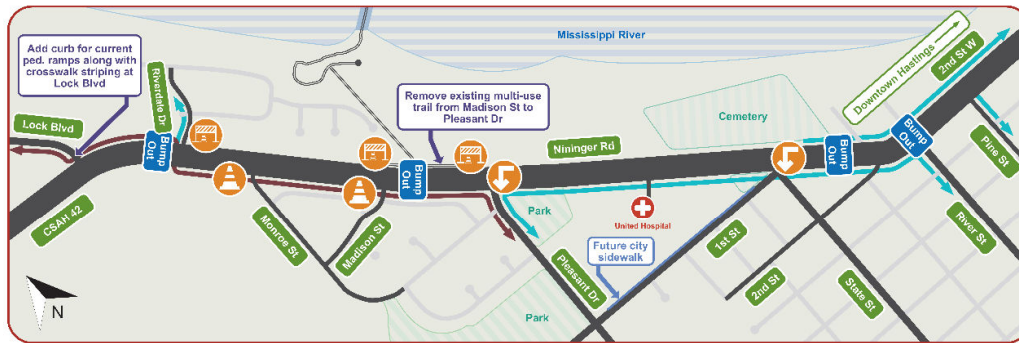 Mississippi River
Add curb for current
ped. ramps along with
crosswalk striping at
Lock Blvd
Riverdale Dr
Lock Blvd
Bump
Out
CSAH 42
Remove existing multi-use
trail from Madison St to
Pleasant Dr
Bump
Out
Monroe St
Madison St
Nininger Rd
Cemetery
Park
United Hospital
Pleasant Dr
Future city
sidewalk
Park
1st St
2nd St
State St
Bump
Out
Bump
Out
Downtown Hastings
2nd St W
Pine St
River St
N